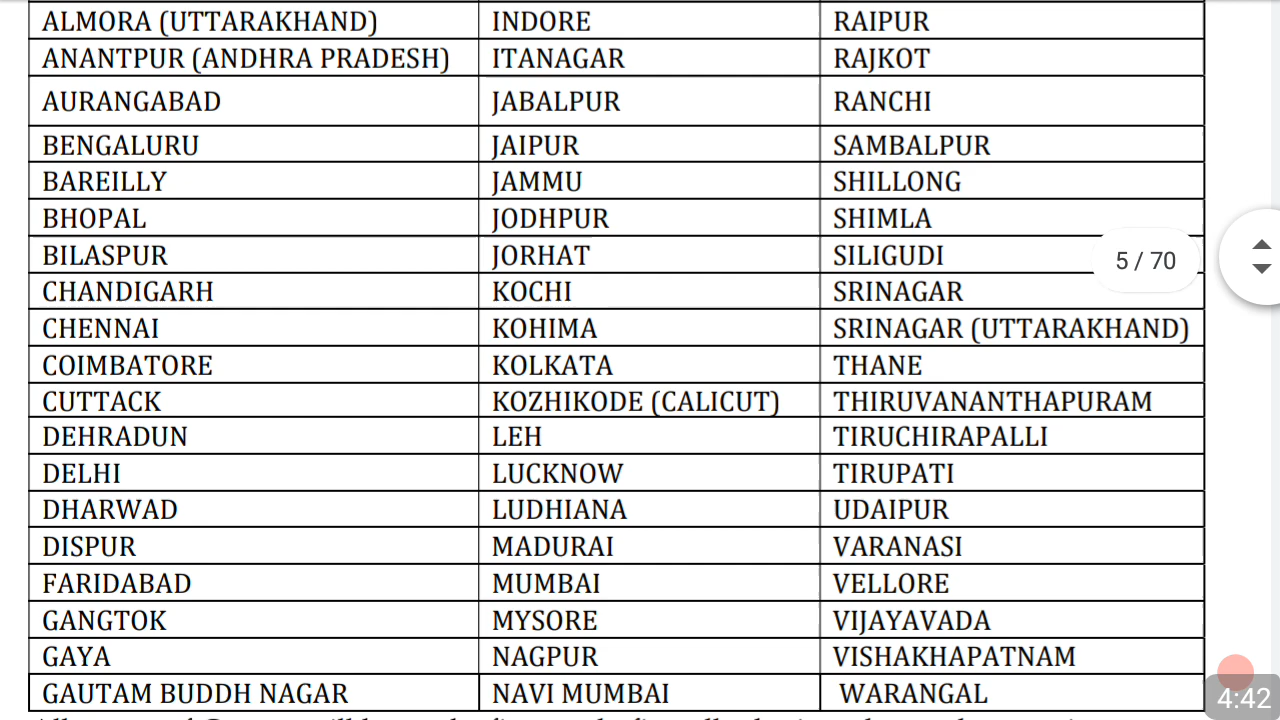 ALMORA (UTTARAKHAND) INDORE RAIPUR
ANANTPUR (ANDHRA PRADESH) ITANAGAR RAJKOT
AURANGABAD JABALPUR RANCHI
BENGALURU JAIPUR SAMBALPUR
BAREILLY JAMMU SHILLONG
BHOPAL JODHPUR SHIMLA
BILASPUR JORHAT SILIGUDI 5 / 70
CHANDIGARH KOCHI SRINAGAR
CHENNAI KOHIMA SRINAGAR (UTTARAKHAND)
COIMBATORE KOLKATA THANE
CUTTACK KOZHIKODE (CALICUT) THIRUVANANTHAPURAM
DEHRADUN LEH TIRUCHIRAPALLI
DELHI LUCKNOW TIRUPATI
DHARWAD LUDHIANA UDAIPUR
DISPUR MADURAI VARANASI
FARIDABAD MUMBAI VELLORE
GANGTOK MYSORE VIJAYAVADA
GAYA NAGPUR VISHAKHAPATNAM
GAUTAM BUDDH NAGAR NAVI MUMBAI WARANGAL
4:42